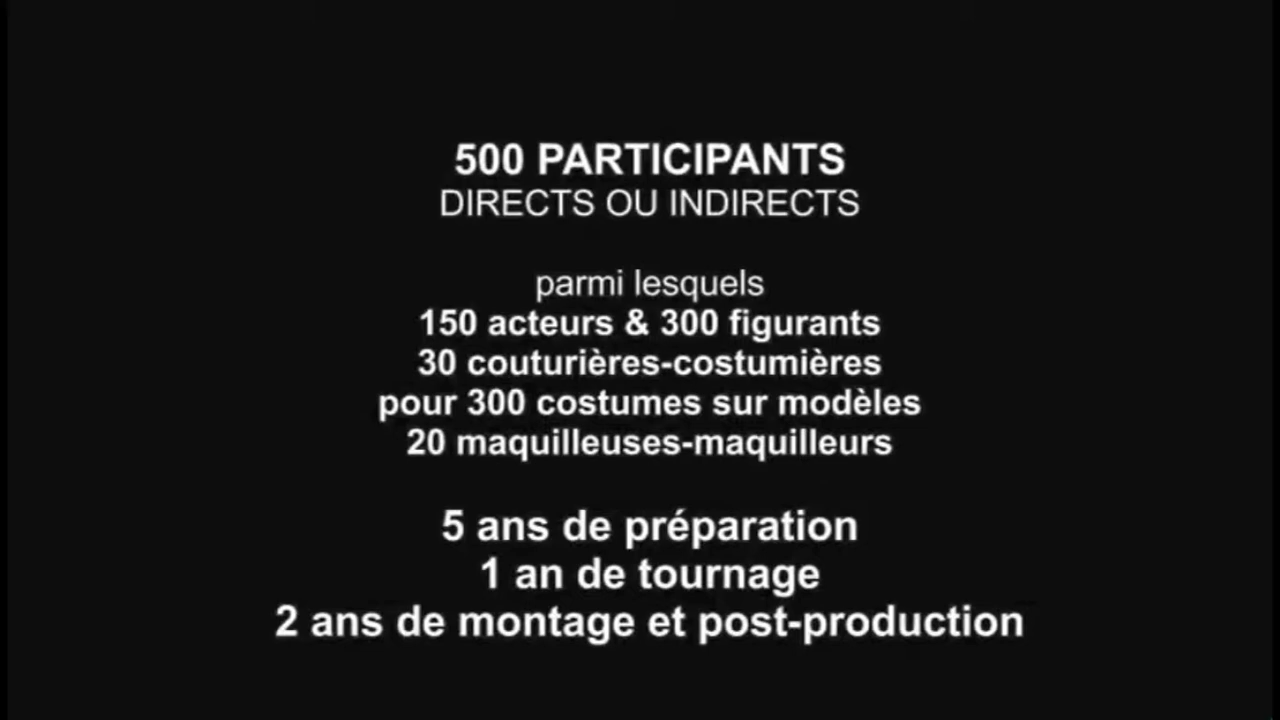 500 PARTICIPANTS
DIRECTS OU INDIRECTS
parmi lesquels
150 acteurs & 300 figurants
30 couturières-costumières
pour 300 costumes sur modèles
20 maquilleuses-maquilleurs
5 ans de préparation
1 an de tournage
2 ans de montage et post-production